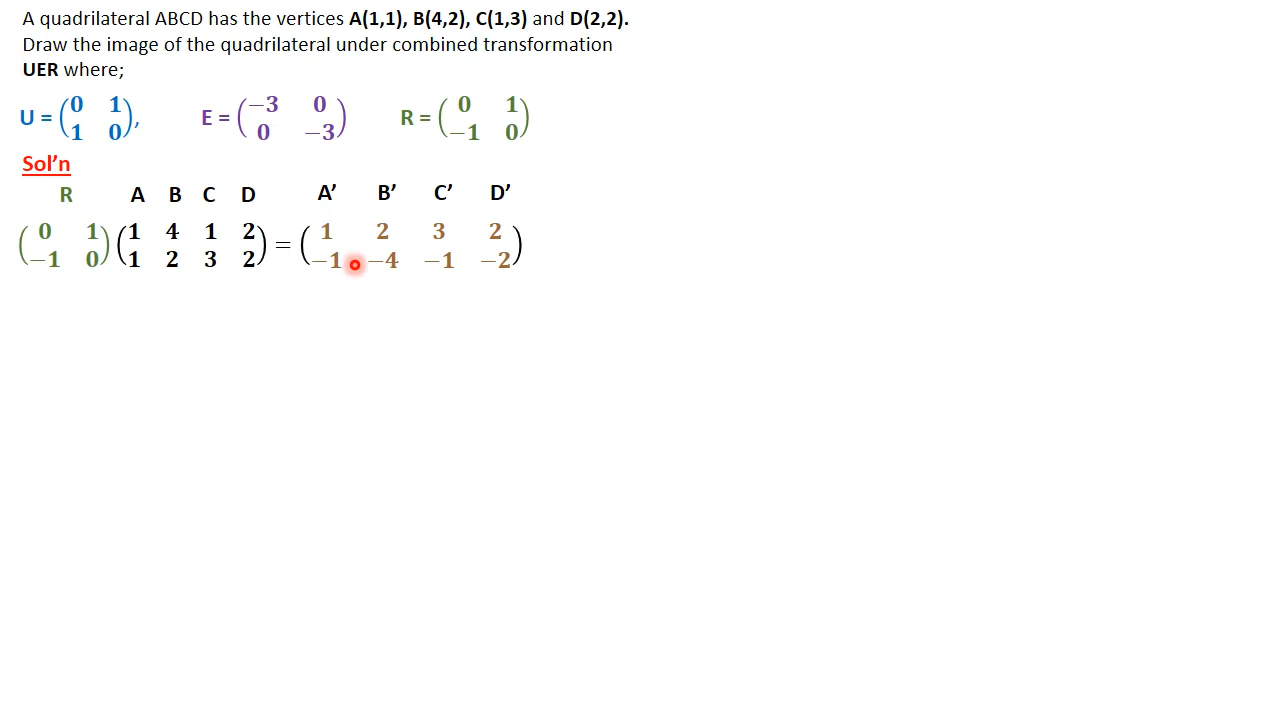 A quadrilateral ABCD has the vertices A(1,1), B(4,2), C(1,3) and D(2,2).
Draw the image of the quadrilateral under combined transformation
UER where;
U = (0 1
1 0), E = (−3 0
0 −3) R = (0 1
−1 0)
Sol’n
R A B C D A’ B’ C’ D’
(0 1
−1 0) (1 4 1 2
1 2 3 2) = (1 2 3 2
−1 −4 −1 −2)